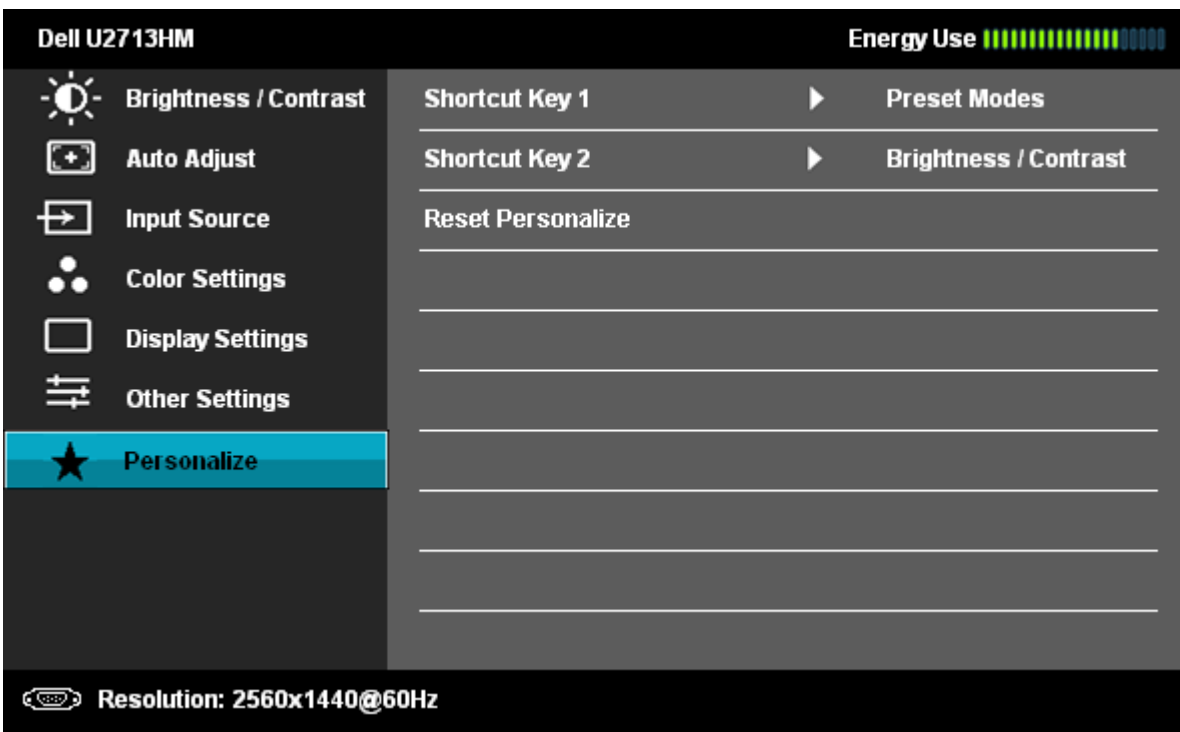 Dell U2713HM Energy Use
Brightness / Contrast Shortcut Key 1 Preset Modes
Auto Adjust Shortcut Key 2 Brightness / Contrast
Input Source Reset Personalize
Color Settings
Display Settings
Other Settings
Personalize
Resolution: 2560x1440@60Hz